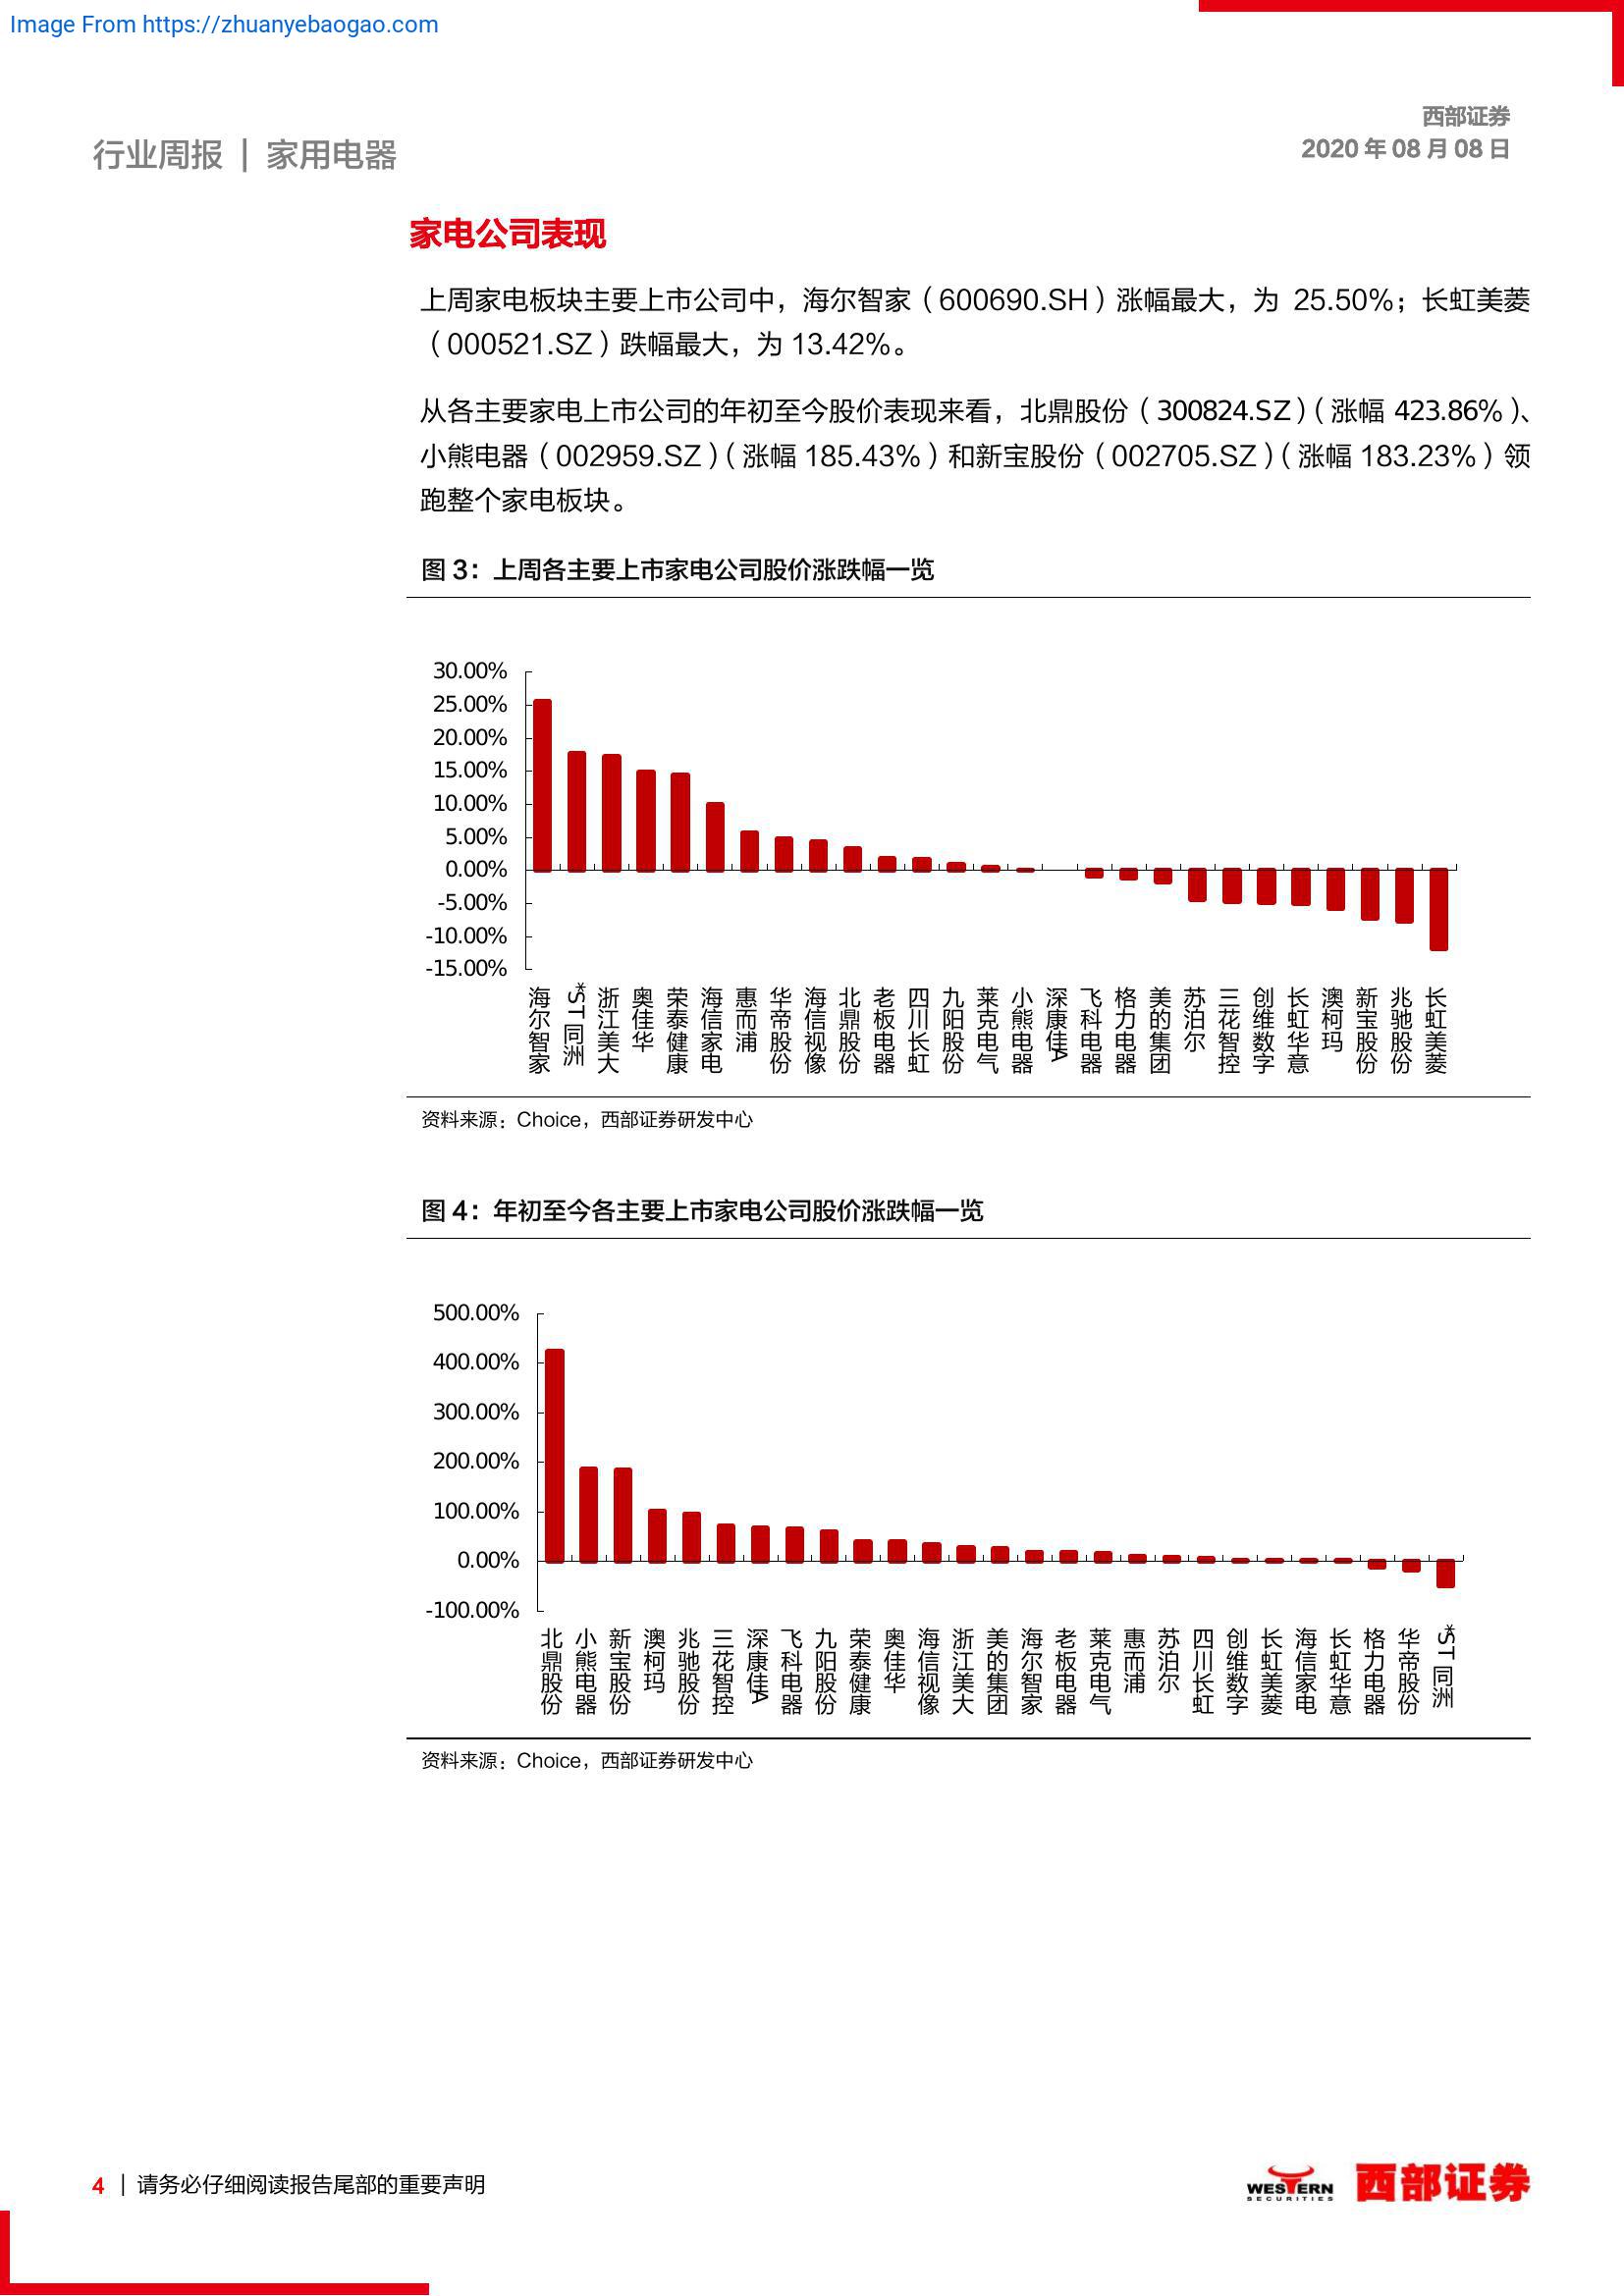 Image From https://zhuanyebaogao.com
西部证券
2020 年 08 月 08 日
行业周报 | 家用电器
家电公司表现
上周家电板块主要上市公司中，海尔智家（600690.SH）涨幅最大，为 25.50%；长虹美菱
（000521.SZ）跌幅最大，为 13.42%。
从各主要家电上市公司的年初至今股价表现来看，北鼎股份（300824.SZ）（涨幅 423.86%）、
小熊电器（002959.SZ）（涨幅 185.43%）和新宝股份（002705.SZ）（涨幅 183.23%）领
跑整个家电板块。
图 3：上周各主要上市家电公司股价涨跌幅一览
30.00%
25.00%
20.00%
15.00%
10.00%
5.00%
0.00%
-5.00%
-10.00%
-15.00%
海尔智家
*ST同洲
浙江美大
奥佳华
荣泰健康
海信家电
惠而浦
华帝股份
海信视像
北鼎股份
老板电器
四川长虹
九阳股份
莱克电气
小熊电器
深康佳A
飞科电器
格力电器
美的集团
苏泊尔
三花智控
创维数字
长虹华意
澳柯玛
新宝股份
兆驰股份
长虹美菱
资料来源：Choice，西部证券研发中心
图 4：年初至今各主要上市家电公司股价涨跌幅一览
500.00%
400.00%
300.00%
200.00%
100.00%
0.00%
-100.00%
北鼎股份
小熊电器
新宝股份
澳柯玛
兆驰股份
三花智控
深康佳A
飞科电器
九阳股份
荣泰健康
奥佳华
海信视像
浙江美大
美的集团
海尔智家
老板电器
莱克电气
惠而浦
苏泊尔
四川长虹
创维数字
长虹美菱
海信家电
长虹华意
格力电器
华帝股份
*ST同洲
资料来源：Choice，西部证券研发中心
4 | 请务必仔细阅读报告尾部的重要声明
WESTERN
SECURITIES
西部证券